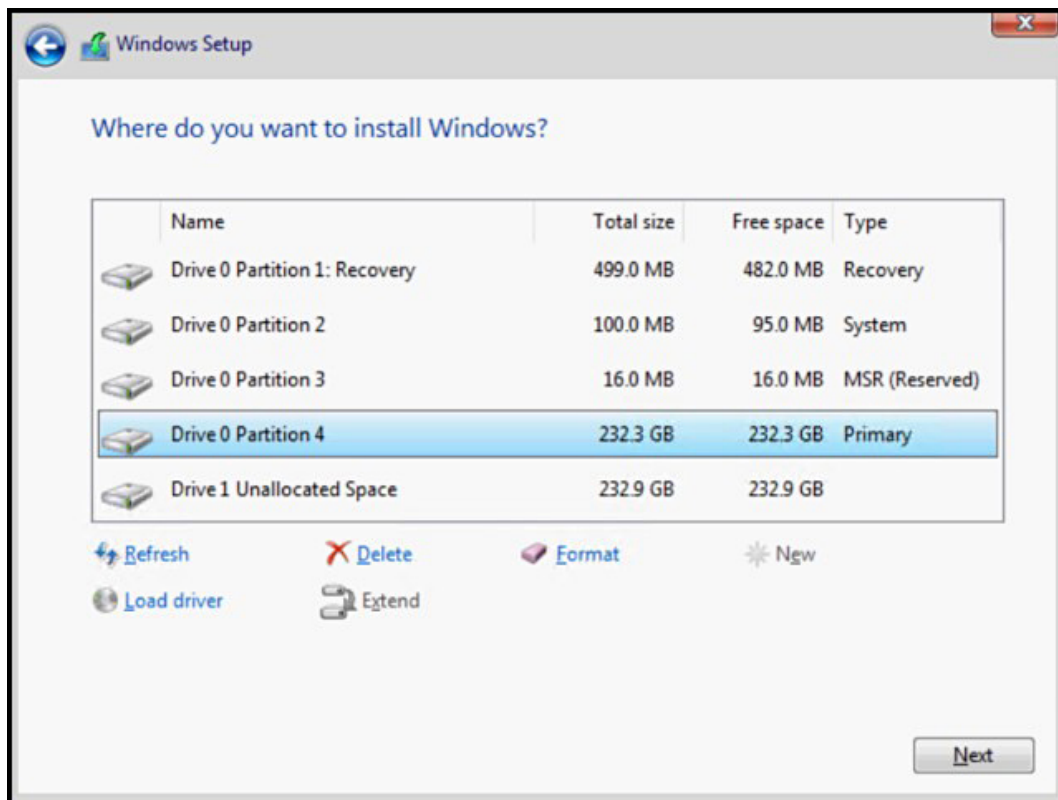 Windows Setup
Where do you want to install Windows?
Name Total size Free space Type
Drive 0 Partition 1: Recovery 499.0 MB 482.0 MB Recovery
Drive 0 Partition 2 100.0 MB 95.0 MB System
Drive 0 Partition 3 16.0 MB 16.0 MB MSR (Reserved)
Drive 0 Partition 4 232.3 GB 232.3 GB Primary
Drive 1 Unallocated Space 232.9 GB 232.9 GB
Refresh Delete Format New
Load driver Extend
Next